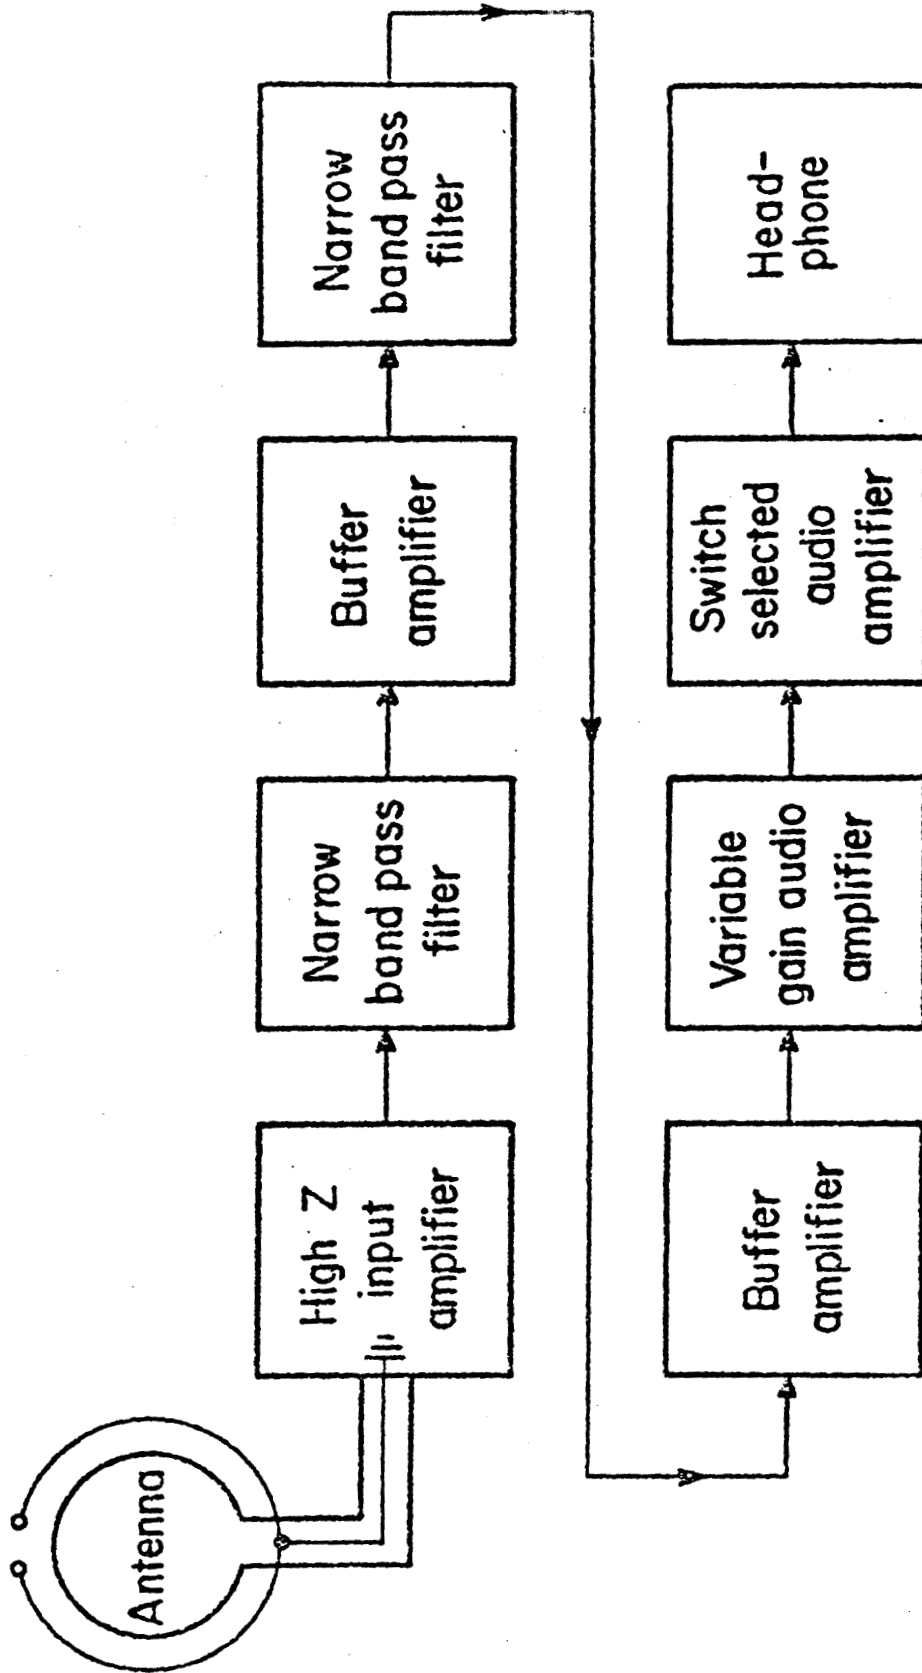 Antenna
High Z
input
amplifier
Narrow
band pass
filter
Buffer
amplifier
Narrow
band pass
filter
Buffer
amplifier
Variable
gain audio
amplifier
Switch
selected
audio
amplifier
Head-
phone